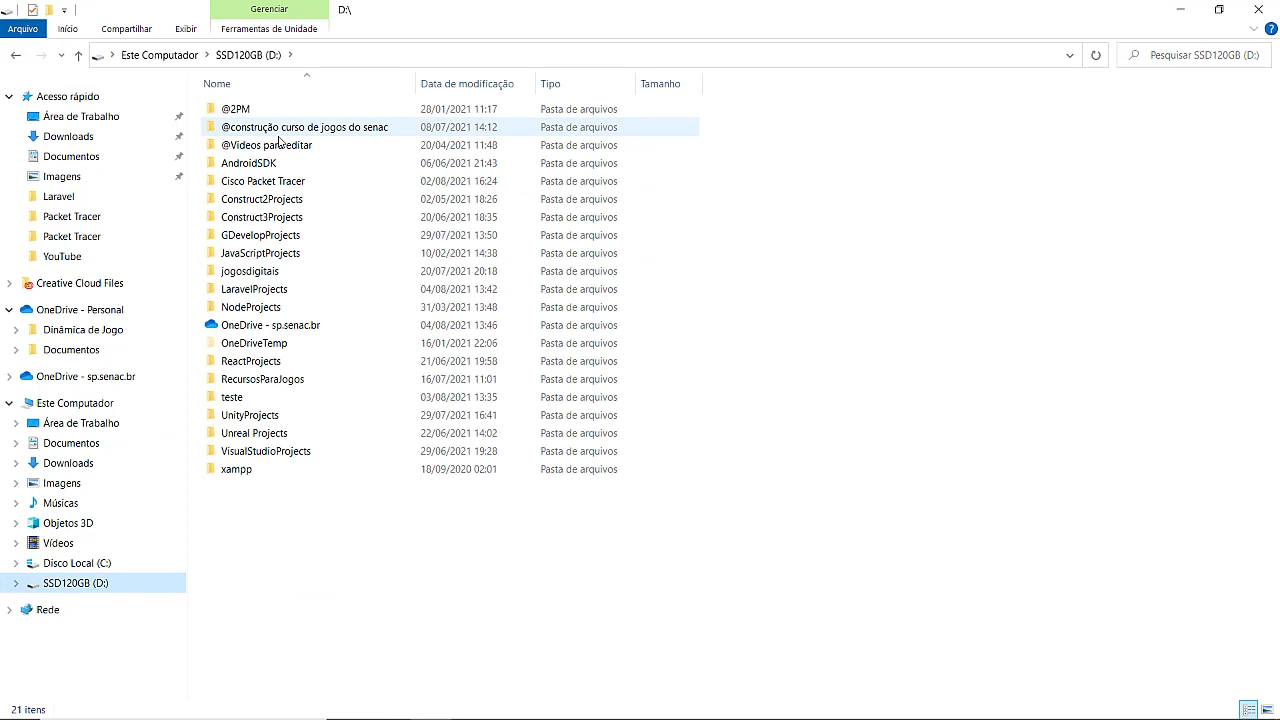 Gerenciar D:\
Arquivo Início Compartilhar Exibir Ferramentas de Unidade
Este Computador SSD120GB (D:) Pesquisar SSD120GB (D:)
Nome Data de modificação Tipo Tamanho
Acesso rápido
Área de Trabalho
Downloads
Documentos
Imagens
Laravel
Packet Tracer
Packet Tracer
YouTube
Creative Cloud Files
OneDrive - Personal
Dinâmica de Jogo
Documentos
OneDrive - sp.senac.br
Este Computador
Área de Trabalho
Documentos
Downloads
Imagens
Músicas
Objetos 3D
Vídeos
Disco Local (C:)
SSD120GB (D:)
Rede
@2PM 28/01/2021 11:17 Pasta de arquivos
@construção curso de jogos do senac 08/07/2021 14:12 Pasta de arquivos
@Videos para editar 20/04/2021 11:48 Pasta de arquivos
AndroidSDK 06/06/2021 21:43 Pasta de arquivos
Cisco Packet Tracer 02/08/2021 16:24 Pasta de arquivos
Construct2Projects 02/05/2021 18:26 Pasta de arquivos
Construct3Projects 20/06/2021 18:35 Pasta de arquivos
GDevelopProjects 29/07/2021 13:50 Pasta de arquivos
JavaScriptProjects 10/02/2021 14:38 Pasta de arquivos
jogosdigitais 20/07/2021 20:18 Pasta de arquivos
LaravelProjects 04/08/2021 13:42 Pasta de arquivos
NodeProjects 31/03/2021 13:48 Pasta de arquivos
OneDrive - sp.senac.br 04/08/2021 13:46 Pasta de arquivos
OneDriveTemp 16/01/2021 22:06 Pasta de arquivos
ReactProjects 21/06/2021 19:58 Pasta de arquivos
RecursosParaJogos 16/07/2021 11:01 Pasta de arquivos
teste 03/08/2021 13:35 Pasta de arquivos
UnityProjects 29/07/2021 16:41 Pasta de arquivos
Unreal Projects 22/06/2021 14:02 Pasta de arquivos
VisualStudioProjects 29/06/2021 19:28 Pasta de arquivos
xampp 18/09/2020 02:01 Pasta de arquivos
21 itens